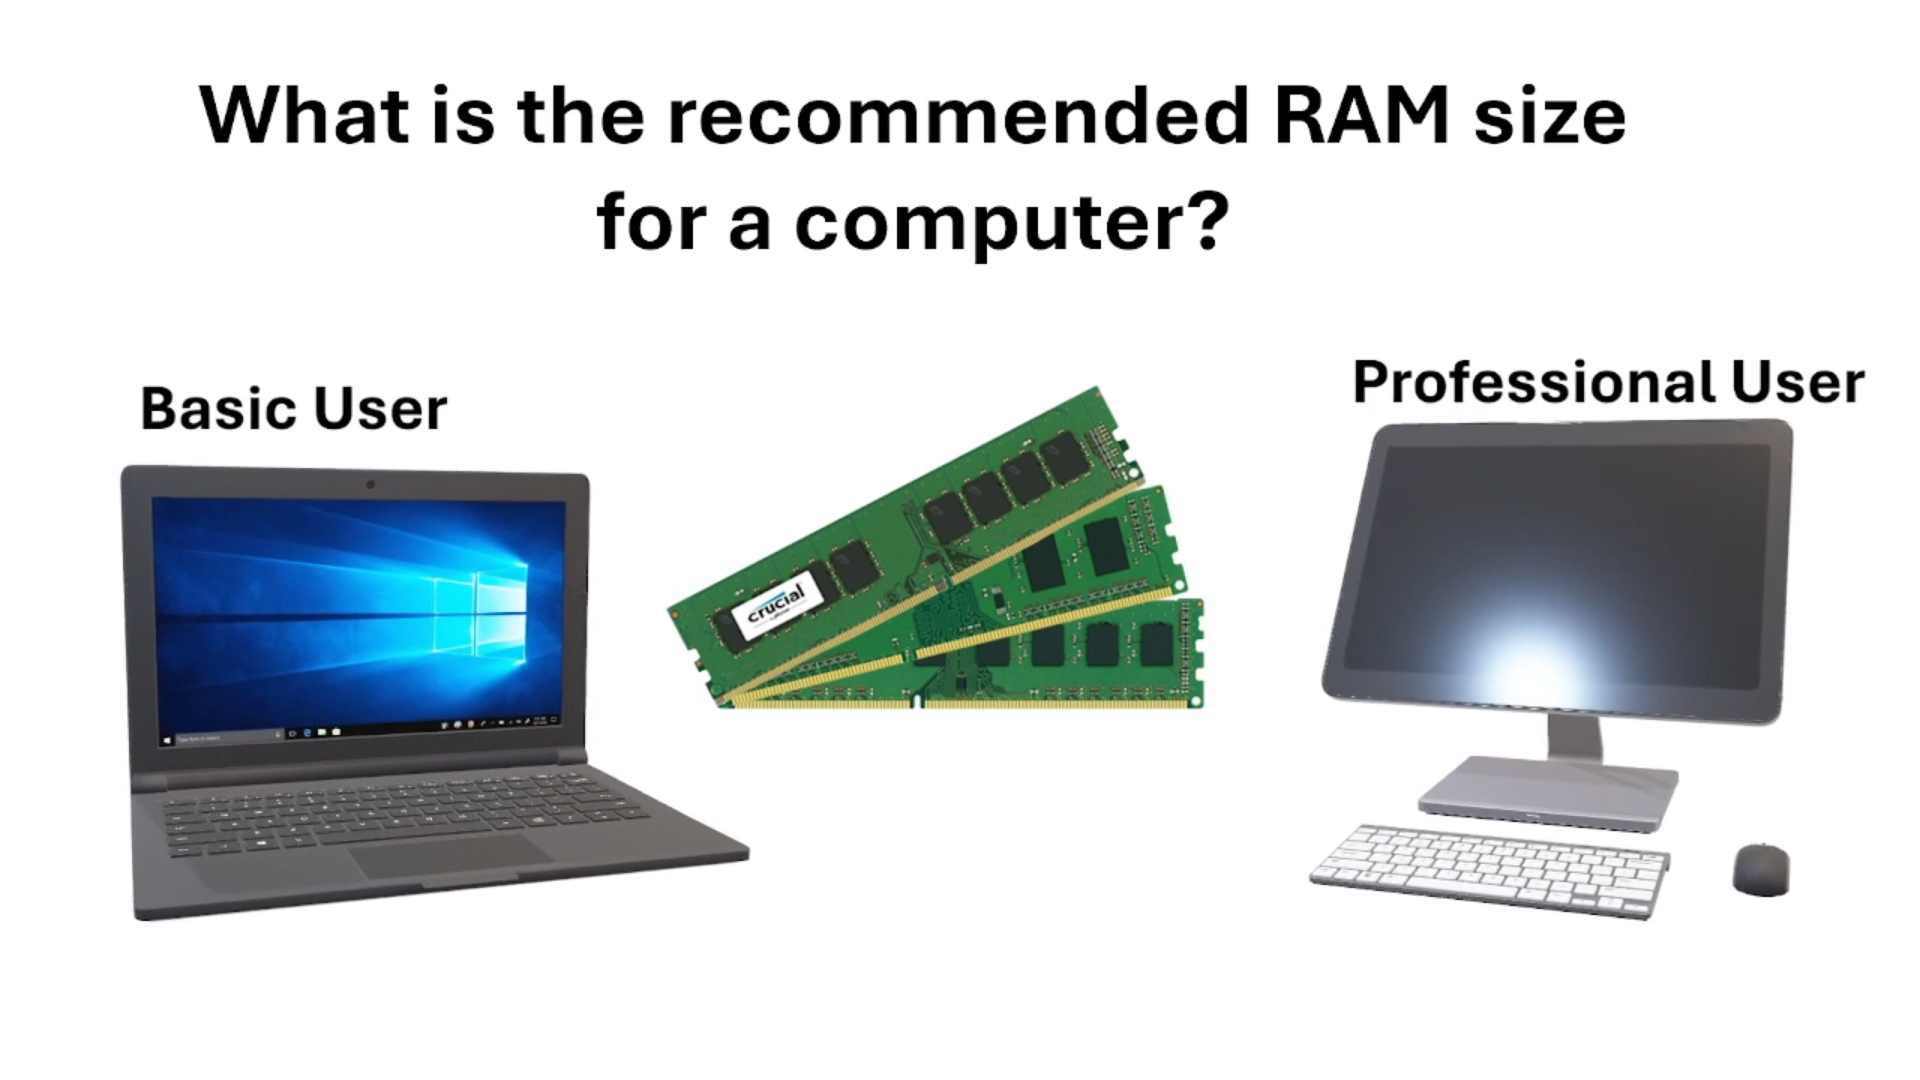 What is the recommended RAM size
for a computer?
Basic User
Professional User
crucial